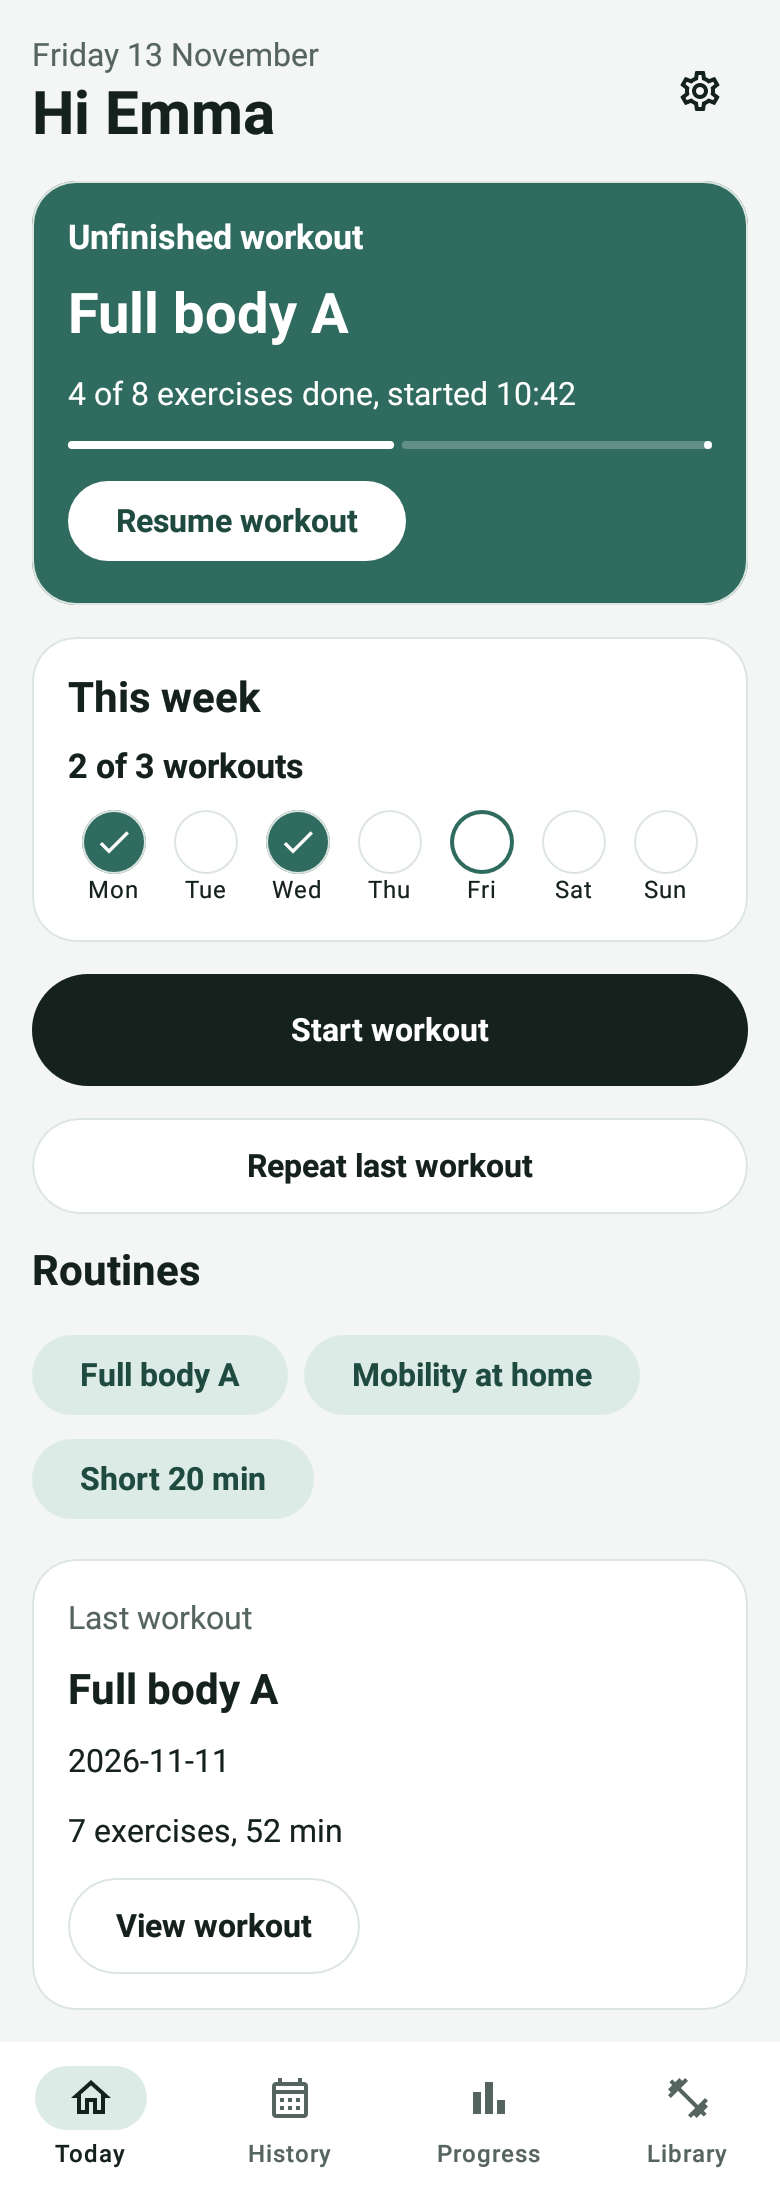 Friday 13 November
Hi Emma
Unfinished workout
Full body A
4 of 8 exercises done, started 10:42
Resume workout
This week
2 of 3 workouts
Mon Tue Wed Thu Fri Sat Sun
Start workout
Repeat last workout
Routines
Full body A Mobility at home
Short 20 min
Last workout
Full body A
2026-11-11
7 exercises, 52 min
View workout
Today History Progress Library